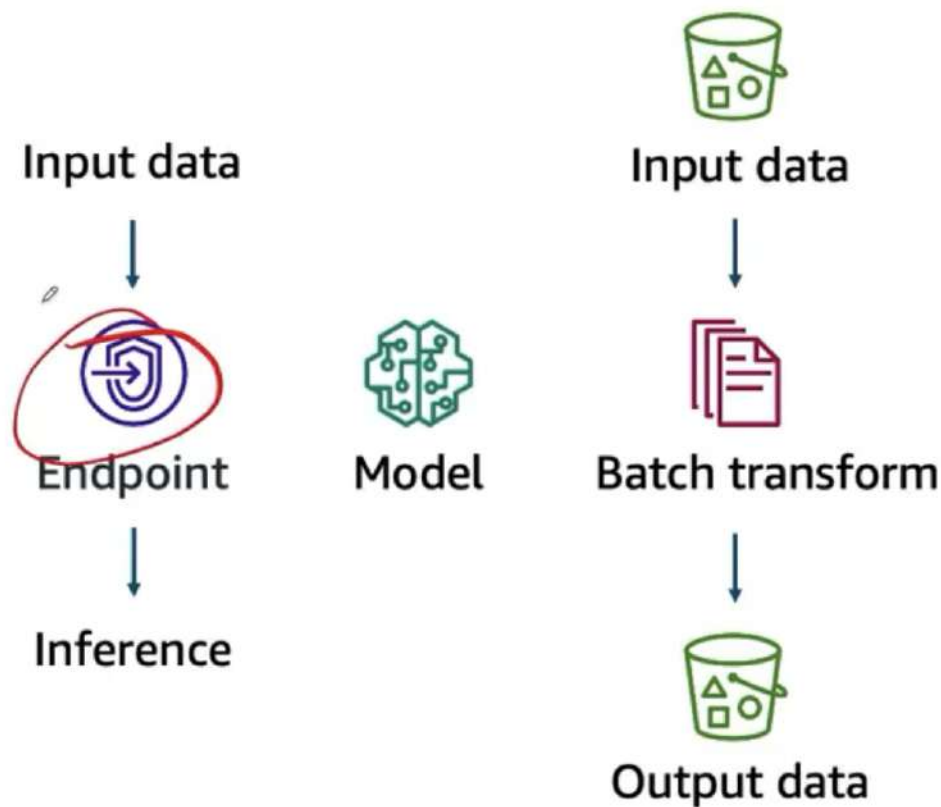 Input data
Input data
Endpoint
Model
Batch transform
Inference
Output data